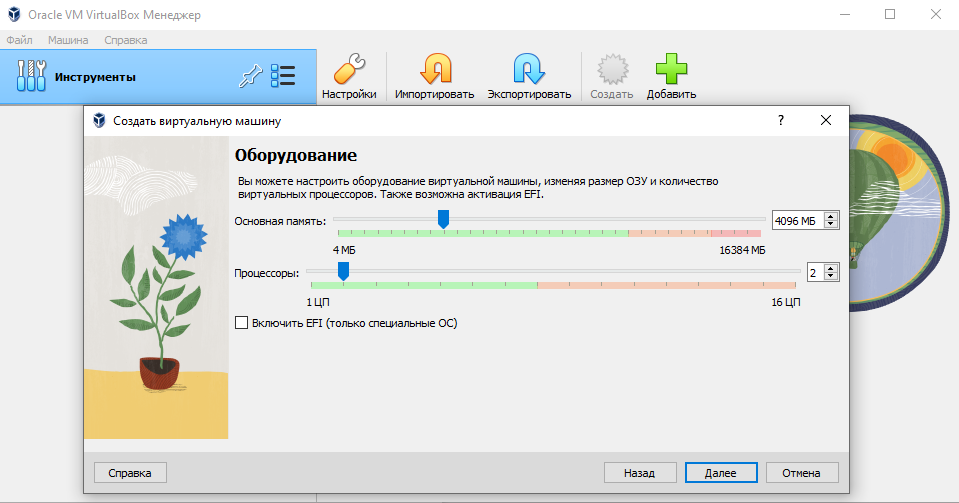 Oracle VM VirtualBox Менеджер
Файл Машина Справка
Инструменты
Настройки Импортировать Экспортировать Создать Добавить
Создать виртуальную машину
?
Оборудование
Вы можете настроить оборудование виртуальной машины, изменяя размер ОЗУ и количество
виртуальных процессоров. Также возможна активация EFI.
Основная память: 4096 МБ
4 МБ 16384 МБ
Процессоры: 2
1 ЦП 16 ЦП
Включить EFI (только специальные ОС)
Справка Назад Далее Отмена